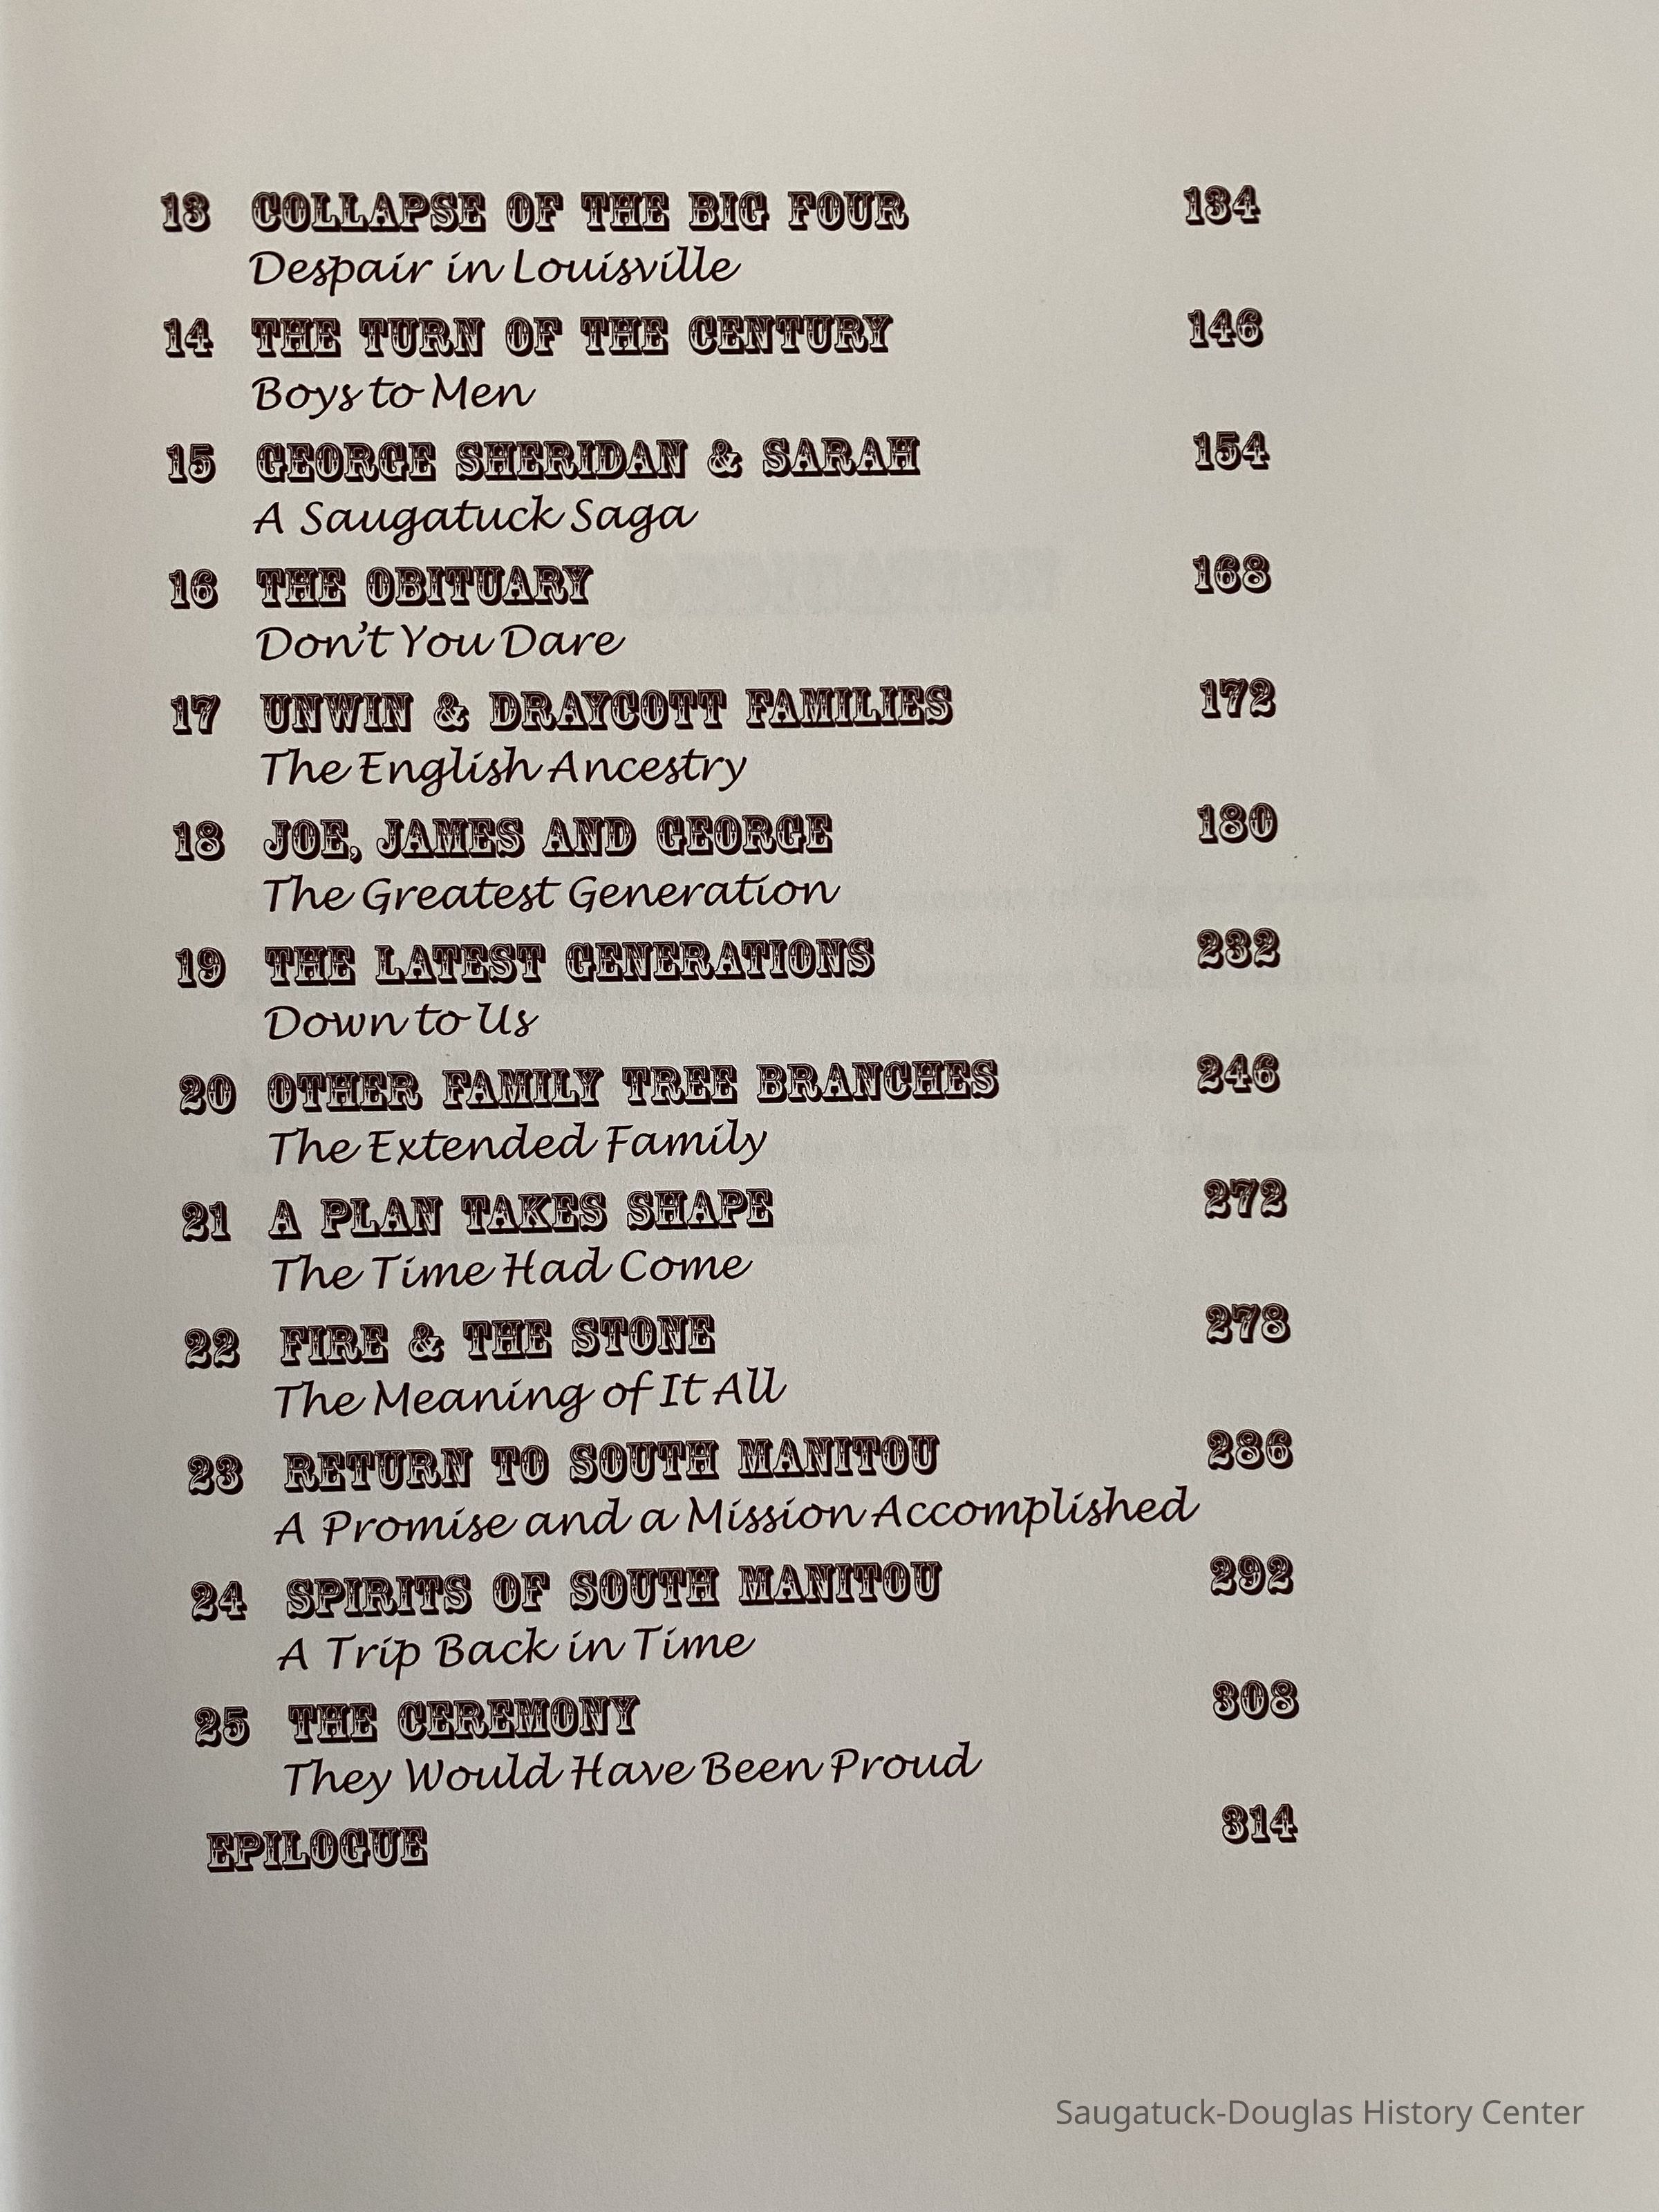 13 COLLAPSE OF THE BIG FOUR 134
Despair in Louisville
14 THE TURN OF THE CENTURY 146
Boys to Men
15 GEORGE SHERIDAN & SARAH 154
A Saugatuck Saga
16 THE OBITUARY 168
Don't You Dare
17 UNWIN & DRAYCOTT FAMILIES 172
The English Ancestry
18 JOE, JAMES AND GEORGE 180
The Greatest Generation
19 THE LATEST GENERATIONS 232
Down to Us
20 OTHER FAMILY TREE BRANCHES 246
The Extended Family
21 A PLAN TAKES SHAPE 272
The Time Had Come
22 FIRE & THE STONE 278
The Meaning of It All
23 RETURN TO SOUTH MANITOU 286
A Promise and a Mission Accomplished
24 SPIRITS OF SOUTH MANITOU 292
A Trip Back in Time
25 THE CEREMONY 308
They Would Have Been Proud
EPILOGUE 314
Saugatuck-Douglas History Center